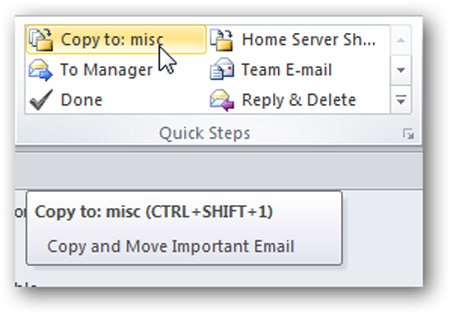 Copy to: misc
Home Server Sh...
To Manager
Team E-mail
Done
Reply & Delete
Quick Steps
Copy to: misc (CTRL+SHIFT+1)
Copy and Move Important Email